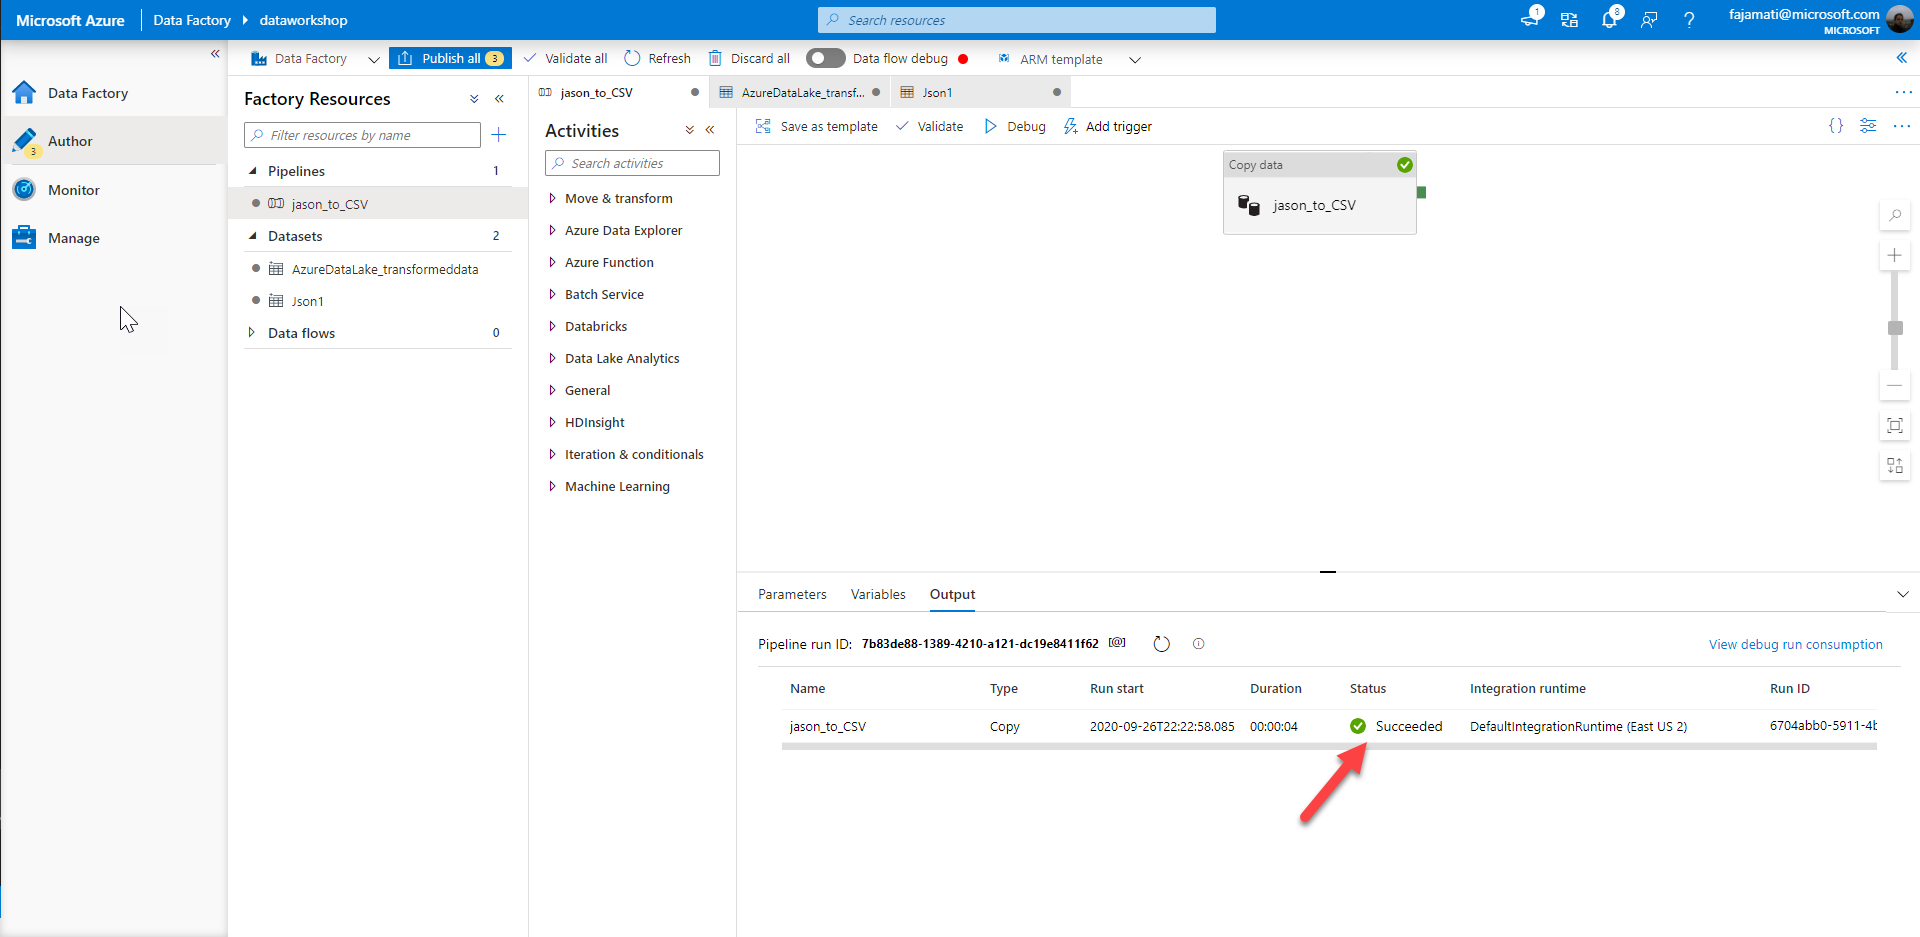 Microsoft Azure
Data Factory
dataworkshop
Search resources
1
8
fajamati@microsoft.com
MICROSOFT
Data Factory
Author
3
Monitor
Manage
Data Factory
Publish all 3
Validate all
Refresh
Discard all
Data flow debug
ARM template
Factory Resources
Filter resources by name
Pipelines 1
jason_to_CSV
Datasets 2
AzureDataLake_transformeddata
Json1
Data flows 0
jason_to_CSV
AzureDataLake_transf...
Json1
Activities
Search activities
Move & transform
Azure Data Explorer
Azure Function
Batch Service
Databricks
Data Lake Analytics
General
HDInsight
Iteration & conditionals
Machine Learning
Save as template
Validate
Debug
Add trigger
Copy data
jason_to_CSV
Parameters
Variables
Output
Pipeline run ID: 7b83de88-1389-4210-a121-dc19e8411f62 [@]
View debug run consumption
Name Type Run start Duration Status Integration runtime Run ID
jason_to_CSV Copy 2020-09-26T22:22:58.085 00:00:04 Succeeded DefaultIntegrationRuntime (East US 2) 6704abb0-5911-4b